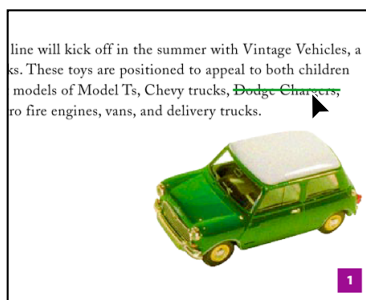 line will kick off in the summer with Vintage Vehicles, a
ks. These toys are positioned to appeal to both children
models of Model Ts, Chevy trucks, Dodge Chargers,
ro fire engines, vans, and delivery trucks.
1